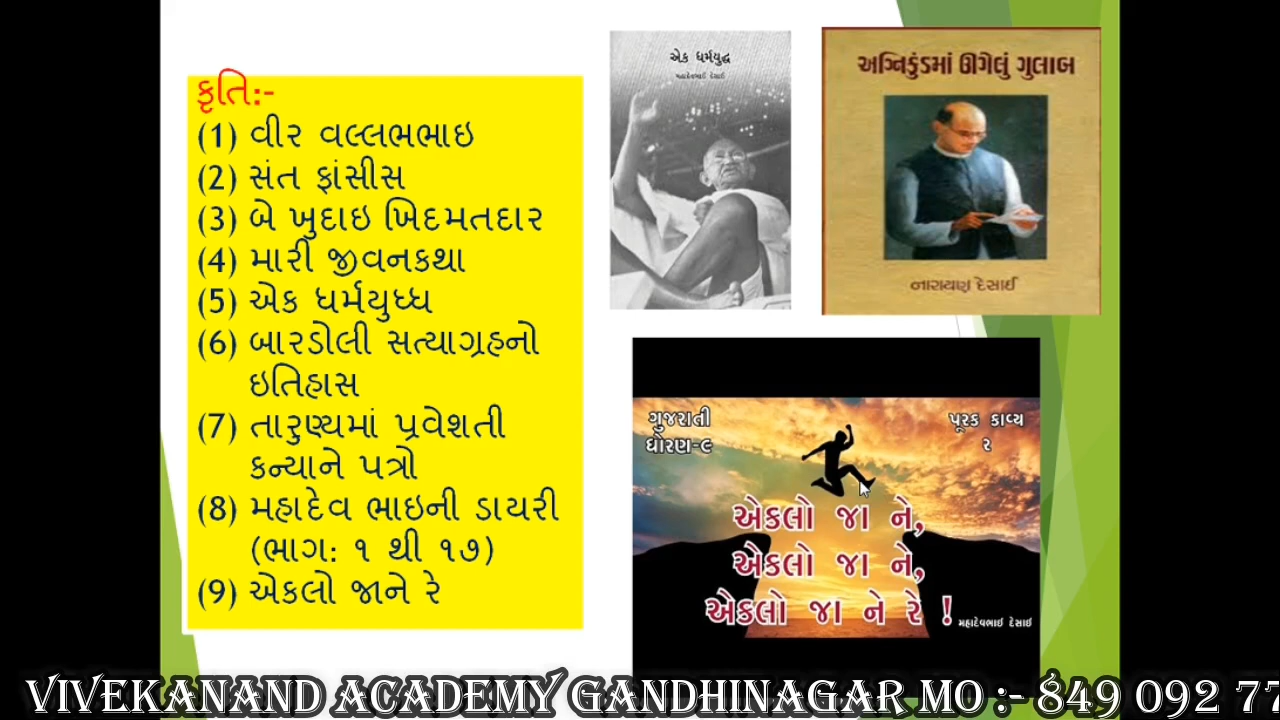 કૃતિ:-
(1) વીર વલ્લભભાઇ
(2) સંત ફાંસીસ
(3) બે ખુદાઇ ખિદમતદાર
(4) મારી જીવનકથા
(5) એક ધર્મયુધ્ધ
(6) બારડોલી સત્યાગ્રહનો
ઇતિહાસ
(7) તારુણ્યમાં પ્રવેશતી
કન્યાને પત્રો
(8) મહાદેવ ભાઇની ડાયરી
(ભાગ: ૧ થી ૧૭)
(9) એકલો જાને રે
એક ધર્મયુદ્ધ
મહાદેવભાઈ દેસાઈ
અગ્નિકુંડમાં ઊગેલું ગુલાબ
નારાયણ દેસાઈ
ગુજરાતી
ધોરણ-૯
પૂરક કાવ્ય
૨
એકલો જા ને,
એકલો જા ને,
એકલો જા ને રે !
મહાદેવભાઈ દેસાઈ
VIVEKANAND ACADEMY GANDHINAGAR MO :- 849 092 77